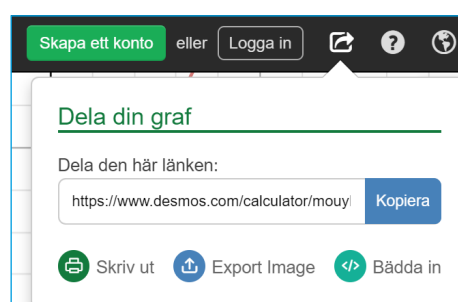 Skapa ett konto eller Logga in
Dela din graf
Dela den här länken:
https://www.desmos.com/calculator/mouyl Kopiera
Skriv ut Export Image Bädda in